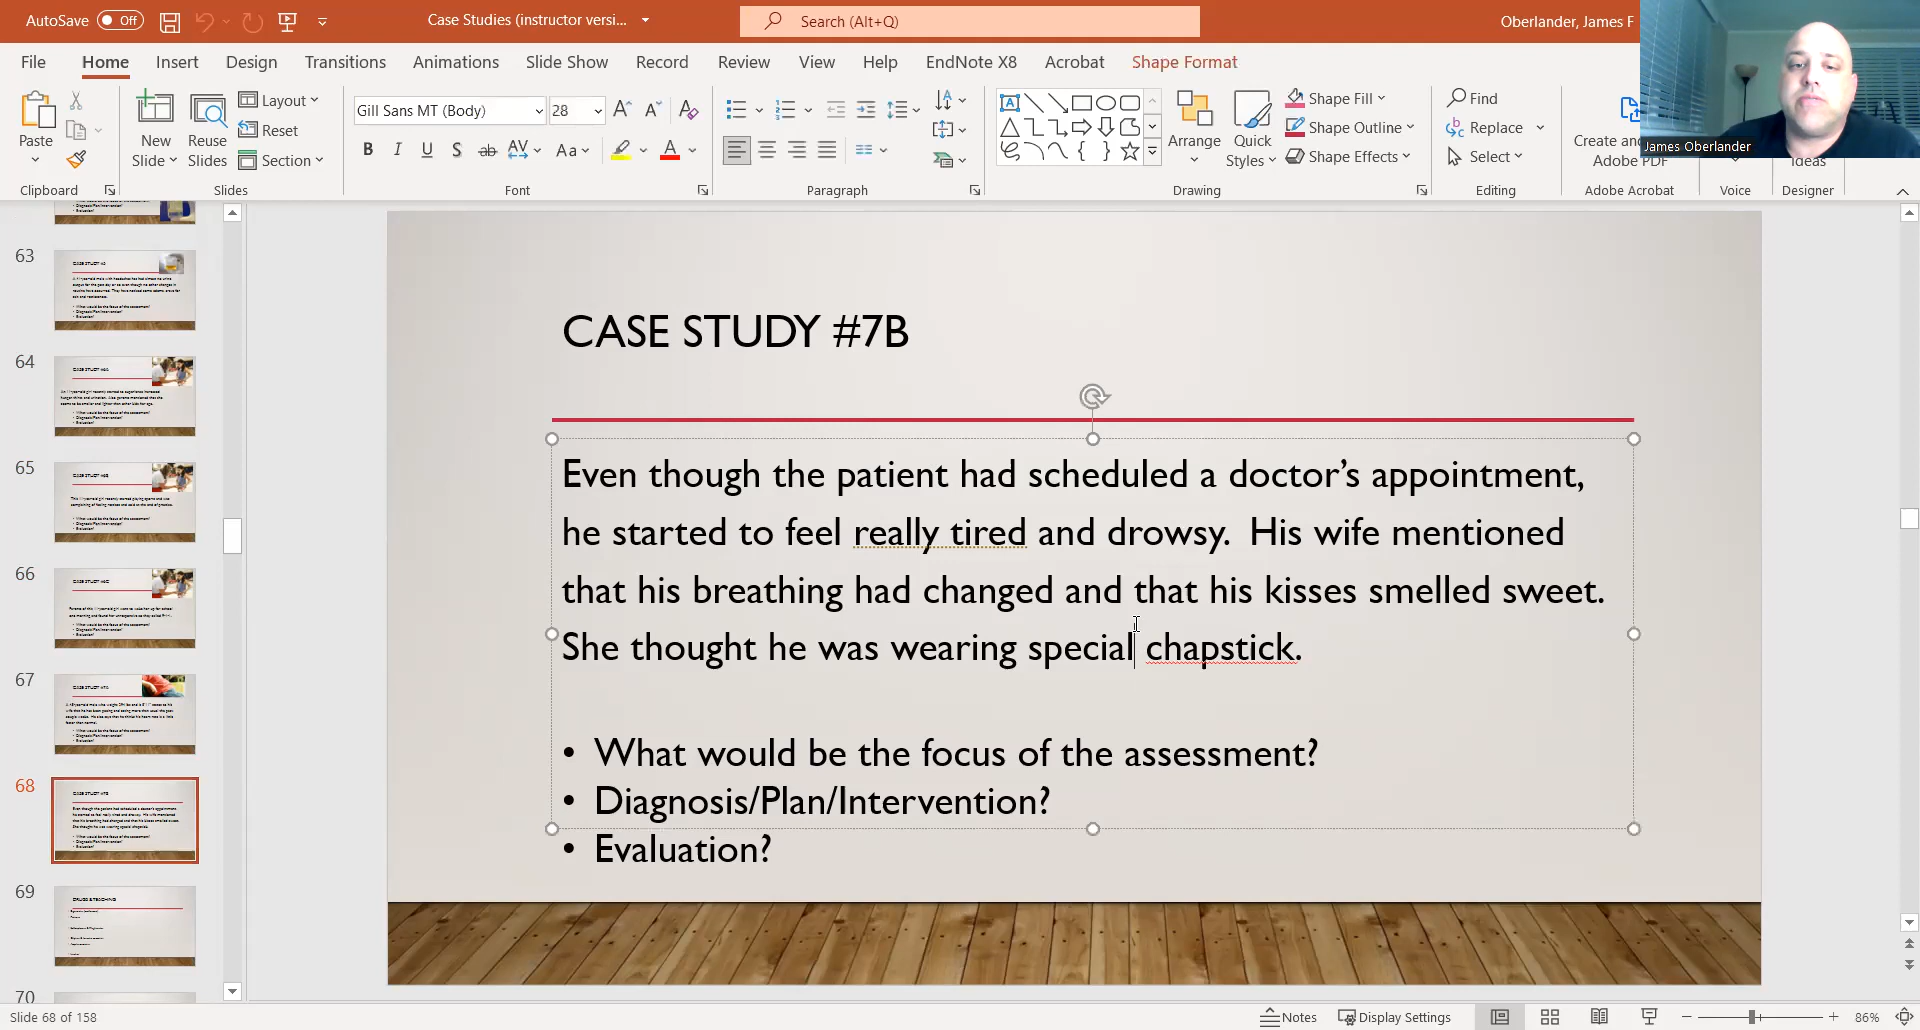 AutoSave Off
Case Studies (instructor versi...
Search (Alt+Q)
Oberlander, James F
File Home Insert Design Transitions Animations Slide Show Record Review View Help EndNote X8 Acrobat Shape Format
Paste
New Slide
Reuse Slides
Layout
Reset
Section
Gill Sans MT (Body) 28
Arrange
Quick Styles
Shape Fill
Shape Outline
Shape Effects
Find
Replace
Select
Create and
Adobe PDF
Ideas
James Oberlander
Clipboard Slides Font Paragraph Drawing Editing Adobe Acrobat Voice Designer
63
64
65
66
67
68
69
70
CASE STUDY #7B
Even though the patient had scheduled a doctor’s appointment,
he started to feel really tired and drowsy. His wife mentioned
that his breathing had changed and that his kisses smelled sweet.
She thought he was wearing special chapstick.
• What would be the focus of the assessment?
• Diagnosis/Plan/Intervention?
• Evaluation?
Slide 68 of 158
Notes
Display Settings
86%